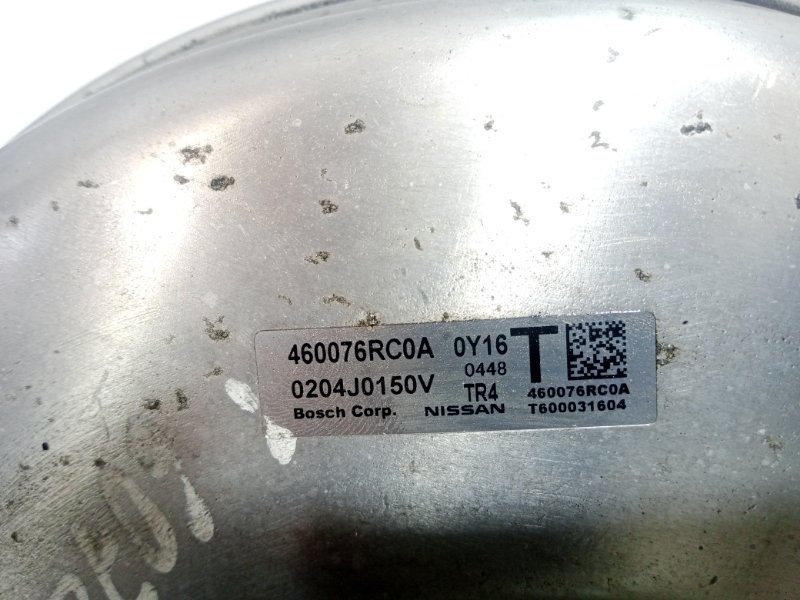 460076RC0A 0Y16 T
0204J0150V 0448
TR4 460076RC0A
Bosch Corp. NISSAN T600031604